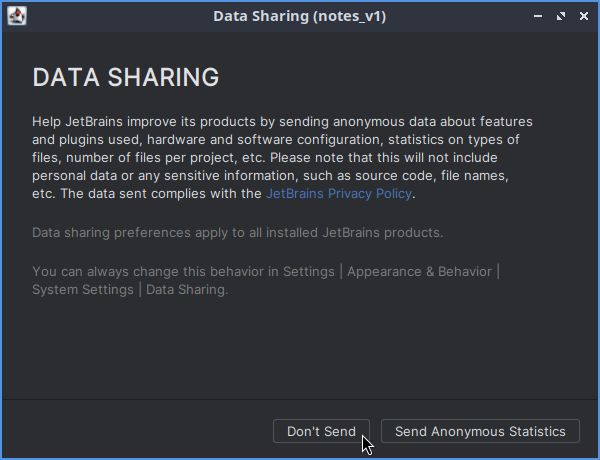 Data Sharing (notes_v1)
DATA SHARING
Help JetBrains improve its products by sending anonymous data about features
and plugins used, hardware and software configuration, statistics on types of
files, number of files per project, etc. Please note that this will not include
personal data or any sensitive information, such as source code, file names,
etc. The data sent complies with the JetBrains Privacy Policy.
Data sharing preferences apply to all installed JetBrains products.
You can always change this behavior in Settings | Appearance & Behavior |
System Settings | Data Sharing.
Don't Send
Send Anonymous Statistics